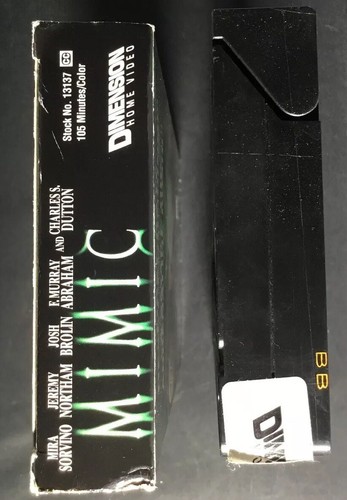 MIRA SORVINO
JEREMY NORTHAM
JOSH BROLIN
F. MURRAY ABRAHAM
AND
CHARLES S. DUTTON
MIMIC
Stock No. 13137 CC
105 Minutes/Color
DIMENSION
HOME VIDEO
BB